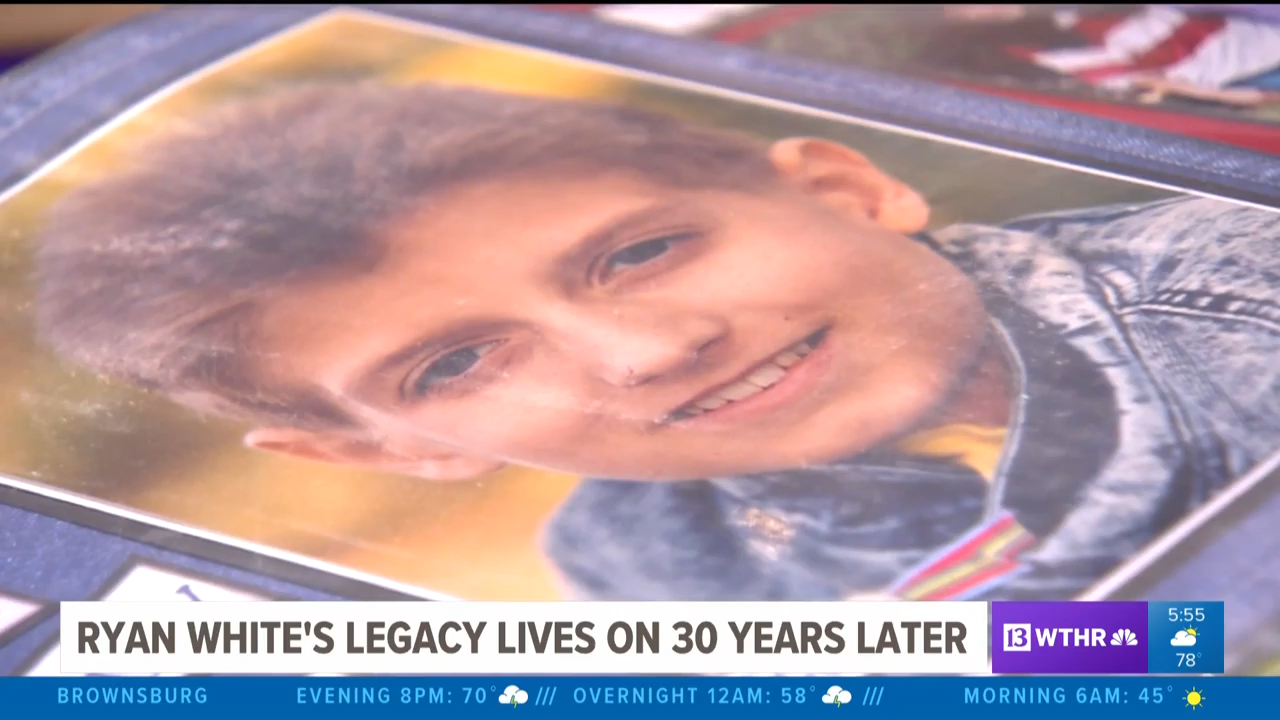 RYAN WHITE'S LEGACY LIVES ON 30 YEARS LATER
13 WTHR
5:55
78°
BROWNSBURG EVENING 8PM: 70° /// OVERNIGHT 12AM: 58° /// MORNING 6AM: 45°